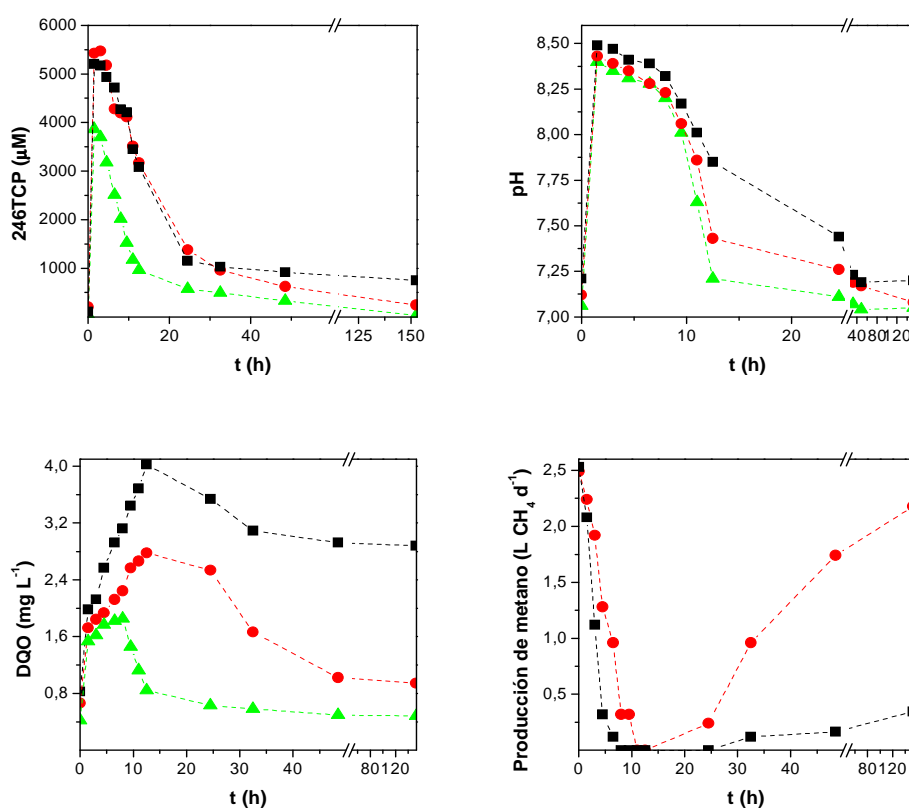 246TCP (µM)
6000
5000
4000
3000
2000
1000
0 20 40 125 150
t (h)
pH
8,50
8,25
8,00
7,75
7,50
7,25
7,00
0 10 20 40 80 120
t (h)
DQO (mg L⁻¹)
4,0
3,2
2,4
1,6
0,8
0 10 20 30 40 80 120
t (h)
Producción de metano (L CH₄ d⁻¹)
2,5
2,0
1,5
1,0
0,5
0 10 20 30 40 80 120
t (h)